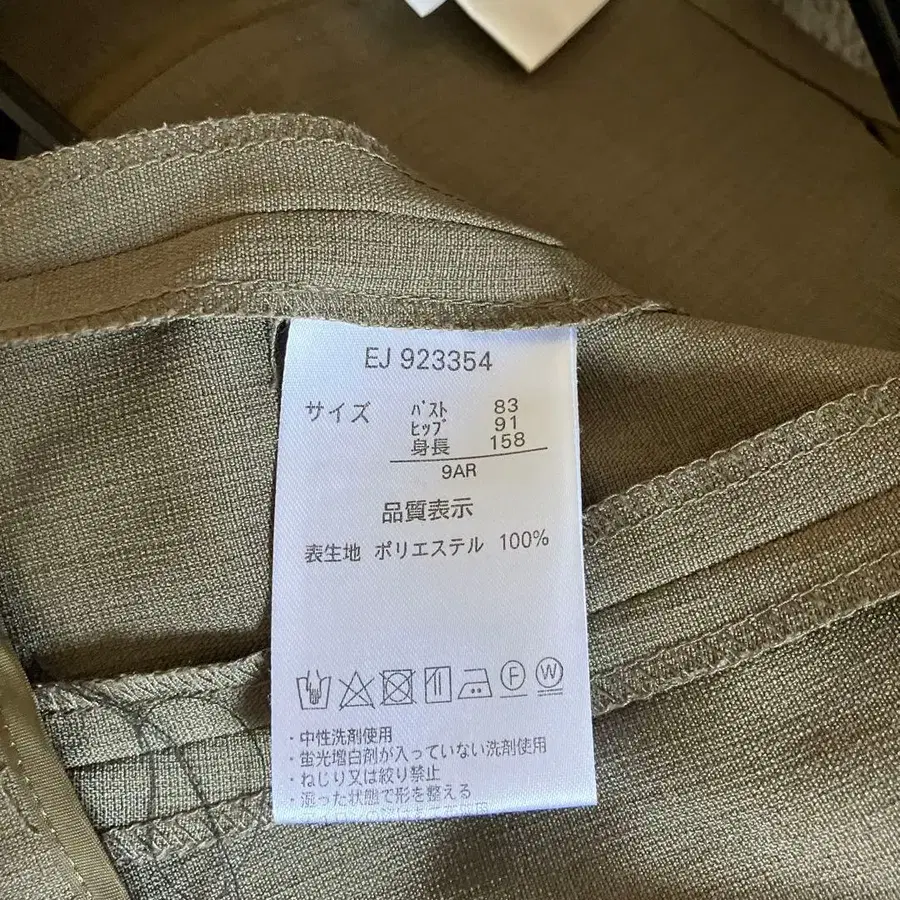 EJ 923354
サイズ バスト 83
ヒップ 91
身長 158
9AR
品質表示
表生地 ポリエステル 100%
F W
・中性洗剤使用
・蛍光増白剤が入っていない洗剤使用
・ねじり又は絞り禁止
・湿った状態で形を整える